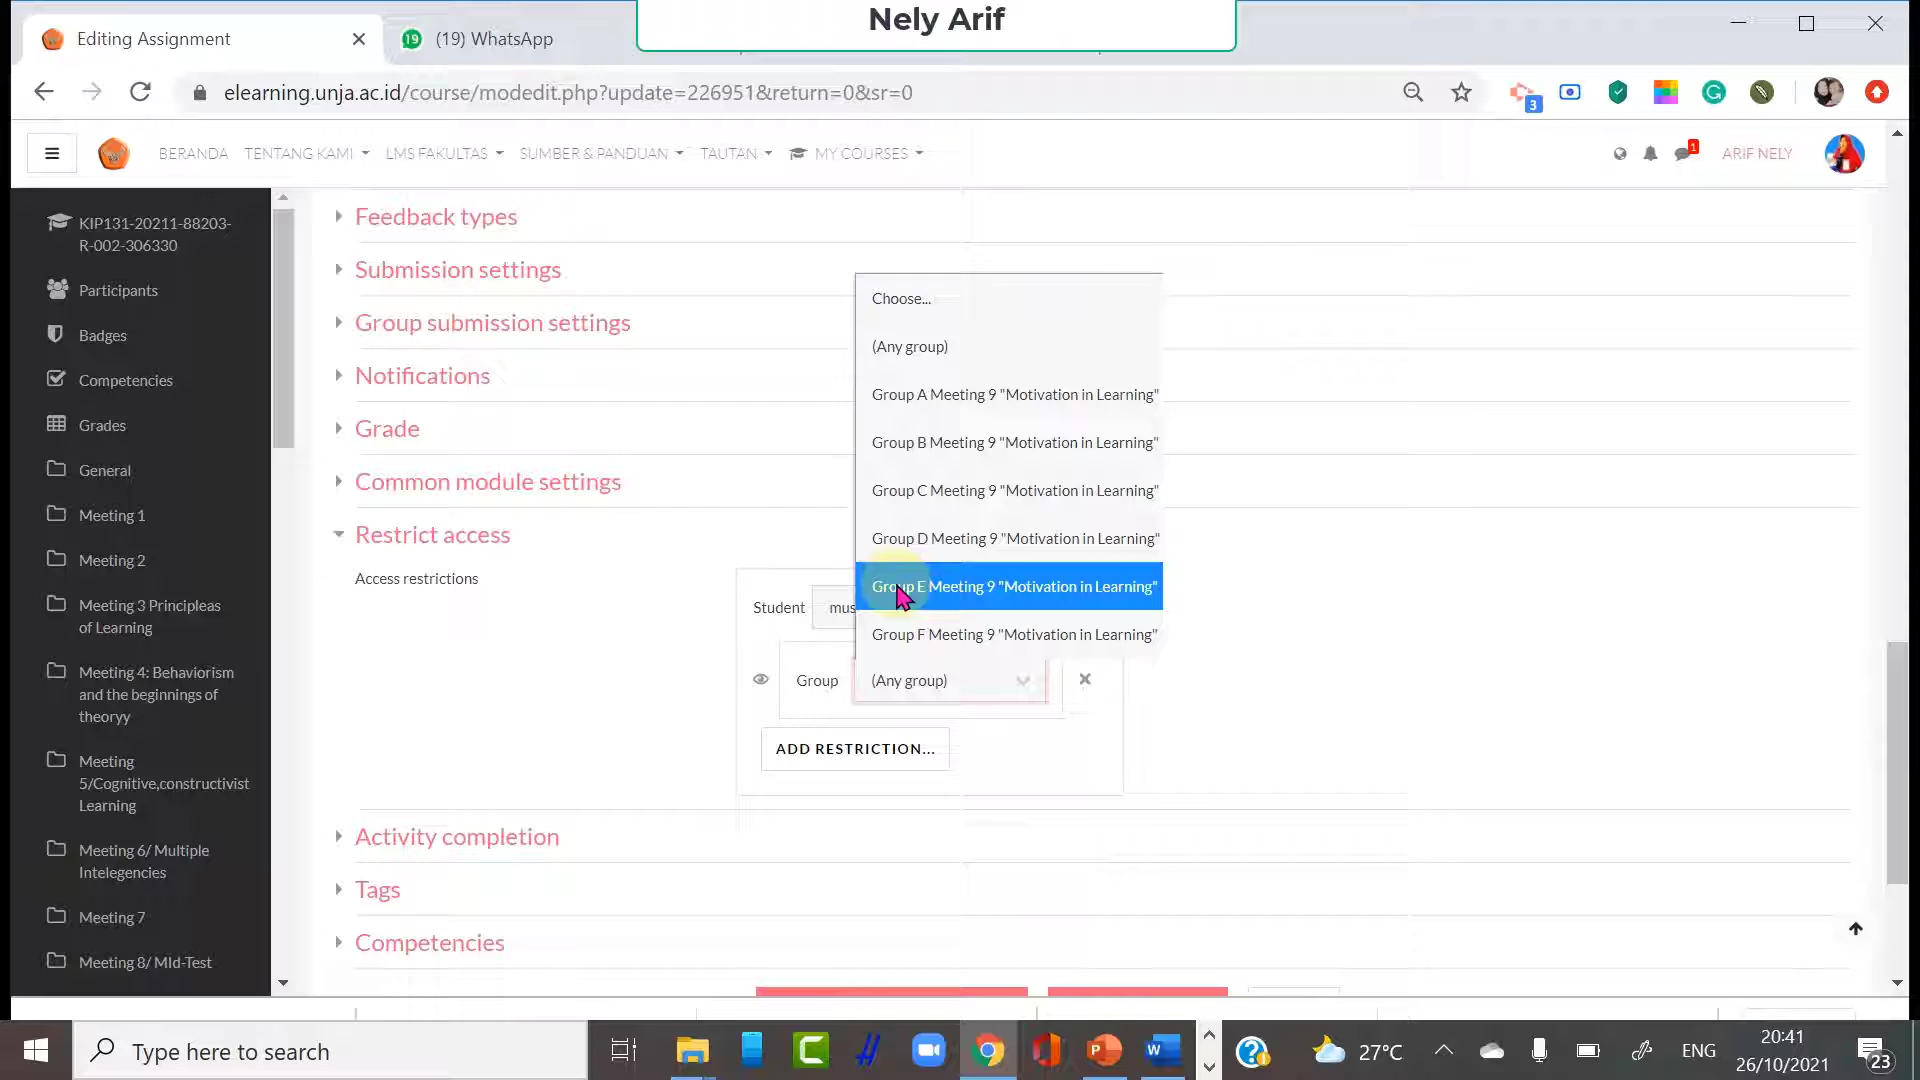 Nely Arif
Editing Assignment
(19) WhatsApp
elearning.unja.ac.id/course/modedit.php?update=226951&return=0&sr=0
3
BERANDA
TENTANG KAMI
LMS FAKULTAS
SUMBER & PANDUAN
TAUTAN
MY COURSES
1
ARIF NELY
KIP131-20211-88203-
R-002-306330
Participants
Badges
Competencies
Grades
General
Meeting 1
Meeting 2
Meeting 3 Principleas
of Learning
Meeting 4: Behaviorism
and the beginnings of
theoryy
Meeting
5/Cognitive,constructivist
Learning
Meeting 6/ Multiple
Intelegencies
Meeting 7
Meeting 8/ MId-Test
Feedback types
Submission settings
Group submission settings
Notifications
Grade
Common module settings
Restrict access
Access restrictions
Choose...
(Any group)
Group A Meeting 9 "Motivation in Learning"
Group B Meeting 9 "Motivation in Learning"
Group C Meeting 9 "Motivation in Learning"
Group D Meeting 9 "Motivation in Learning"
Group E Meeting 9 "Motivation in Learning"
Group F Meeting 9 "Motivation in Learning"
Student
mus
Group
(Any group)
ADD RESTRICTION...
Activity completion
Tags
Competencies
Type here to search
27°C
ENG
20:41
26/10/2021
23